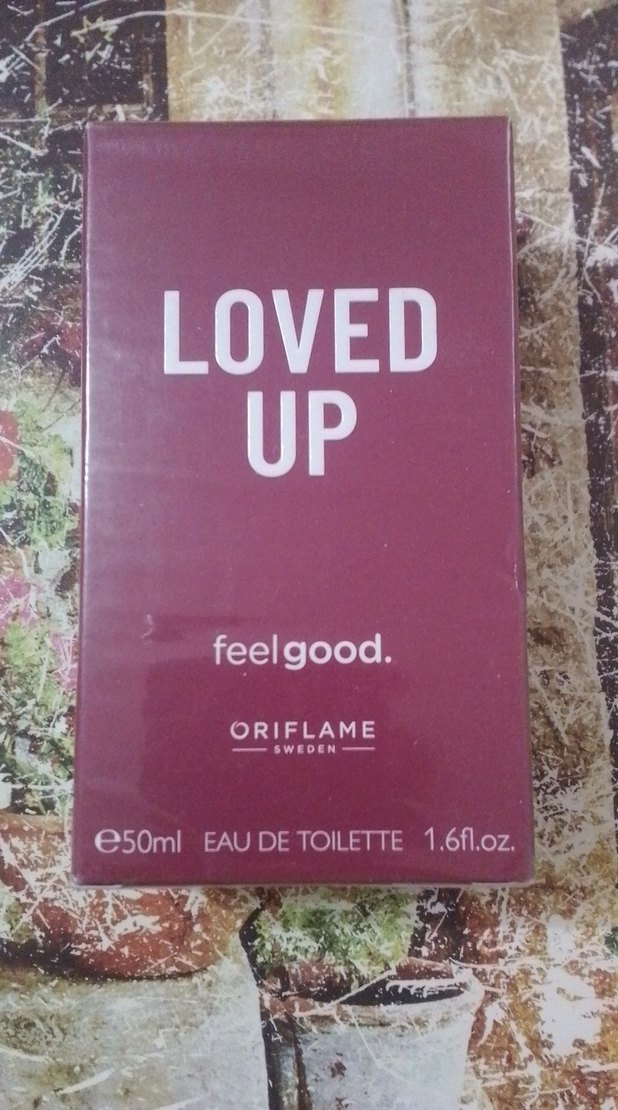 LOVED
UP
feelgood.
ORIFLAME
SWEDEN
℮50ml EAU DE TOILETTE 1.6fl.oz.